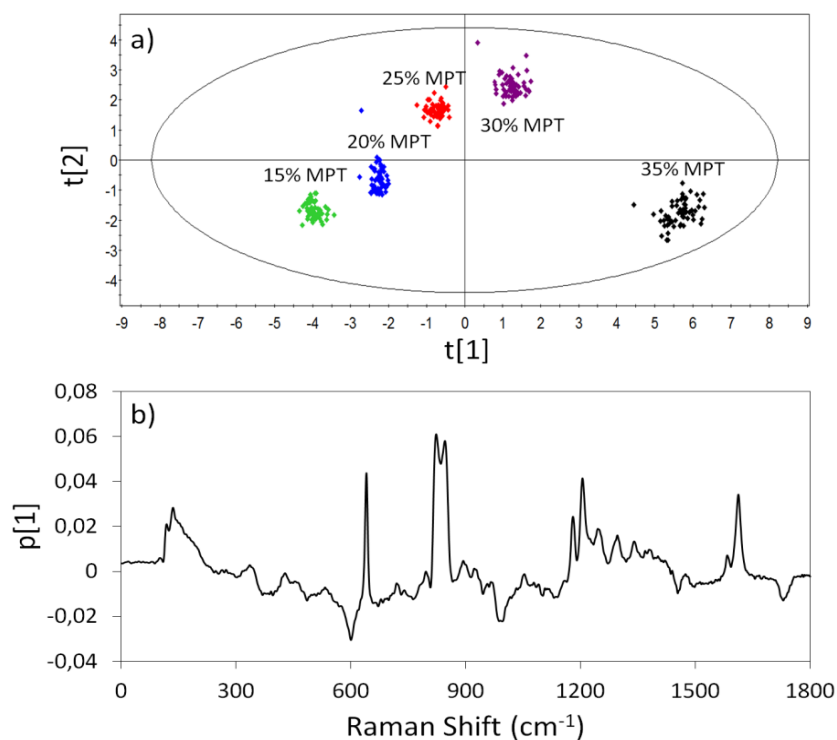 a)
4
3
2
1
0
-1
-2
-3
-4
t[2]
25% MPT
30% MPT
20% MPT
15% MPT
35% MPT
-9 -8 -7 -6 -5 -4 -3 -2 -1 0 1 2 3 4 5 6 7 8 9
t[1]
b)
0,08
0,06
0,04
0,02
0
-0,02
-0,04
p[1]
0 300 600 900 1200 1500 1800
Raman Shift (cm⁻¹)